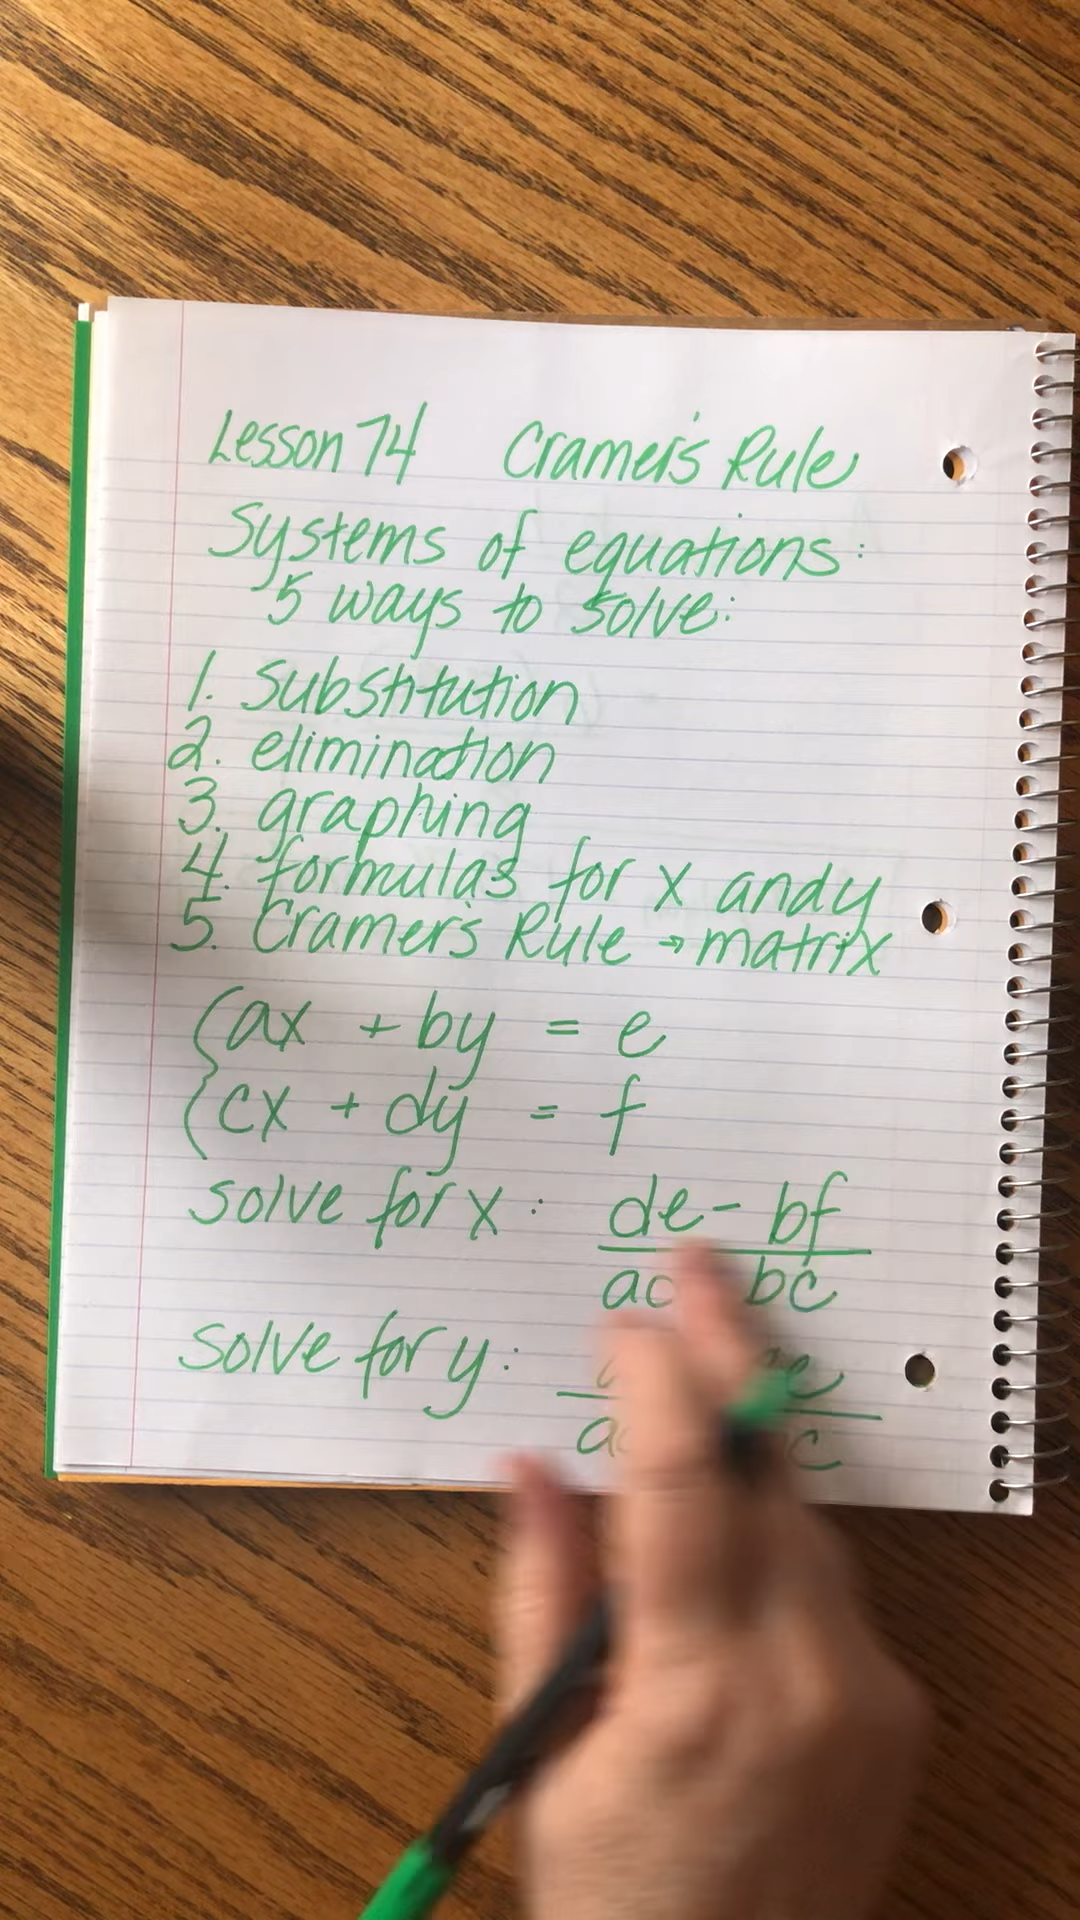 Lesson 74 Cramer's Rule
Systems of equations:
5 ways to solve:
1. substitution
2. elimination
3. graphing
4. formulas for x and y
5. Cramer's Rule → matrix
ax + by = e
cx + dy = f
solve for x: de - bf
bc
solve for y: